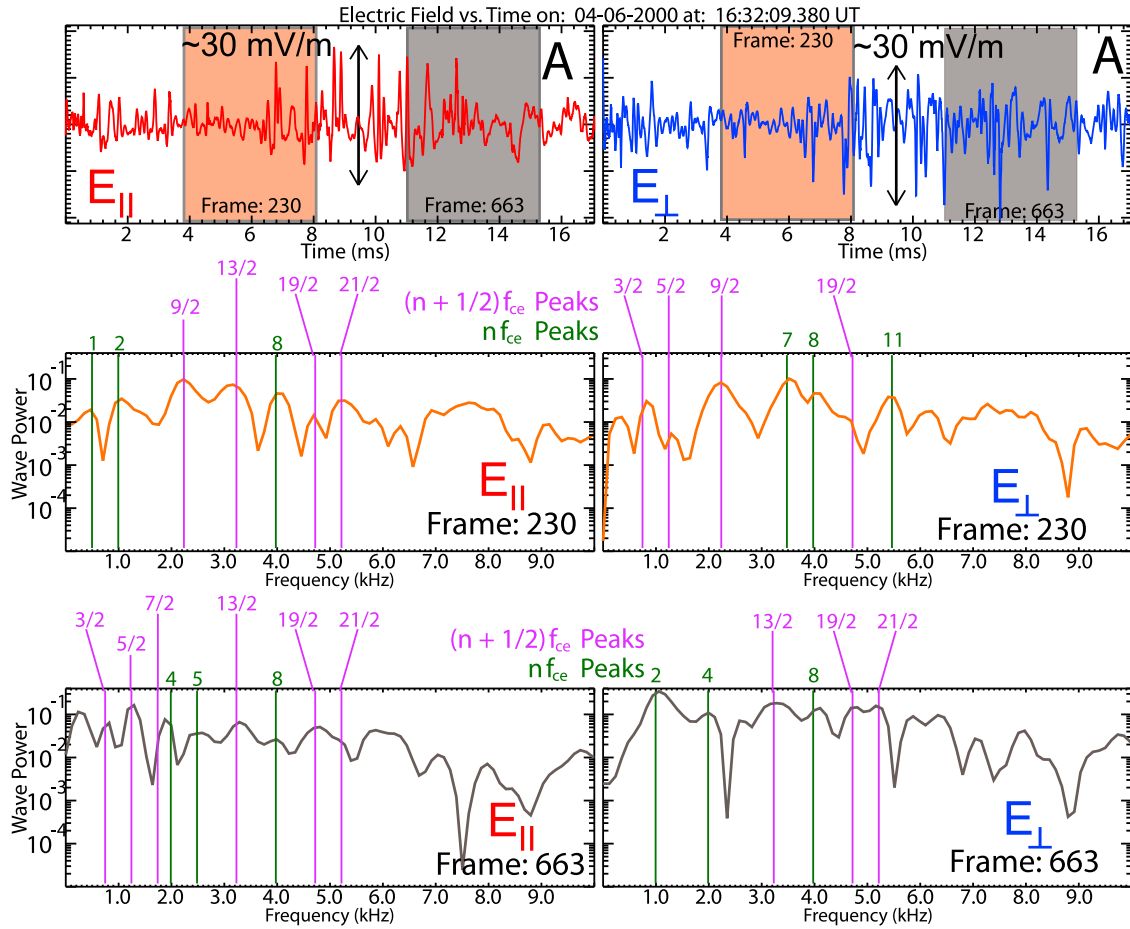 Electric Field vs. Time on: 04-06-2000 at: 16:32:09.380 UT
~30 mV/m
A
E||
Frame: 230
Frame: 663
2 4 6 8 10 12 14 16
Time (ms)
Frame: 230
~30 mV/m
A
E⊥
Frame: 663
2 4 6 8 10 12 14 16
Time (ms)
9/2 13/2 19/2 21/2
(n + 1/2) fce Peaks
n fce Peaks
3/2 5/2 9/2 19/2
1 2 8
7 8 11
Wave Power
10-1
10-2
10-3
10-4
E||
Frame: 230
1.0 2.0 3.0 4.0 5.0 6.0 7.0 8.0 9.0
Frequency (kHz)
E⊥
Frame: 230
1.0 2.0 3.0 4.0 5.0 6.0 7.0 8.0 9.0
Frequency (kHz)
3/2 5/2 7/2 13/2 19/2 21/2
(n + 1/2) fce Peaks
n fce Peaks
13/2 19/2 21/2
4 5 8
2 4 8
Wave Power
10-1
10-2
10-3
10-4
E||
Frame: 663
1.0 2.0 3.0 4.0 5.0 6.0 7.0 8.0 9.0
Frequency (kHz)
E⊥
Frame: 663
1.0 2.0 3.0 4.0 5.0 6.0 7.0 8.0 9.0
Frequency (kHz)